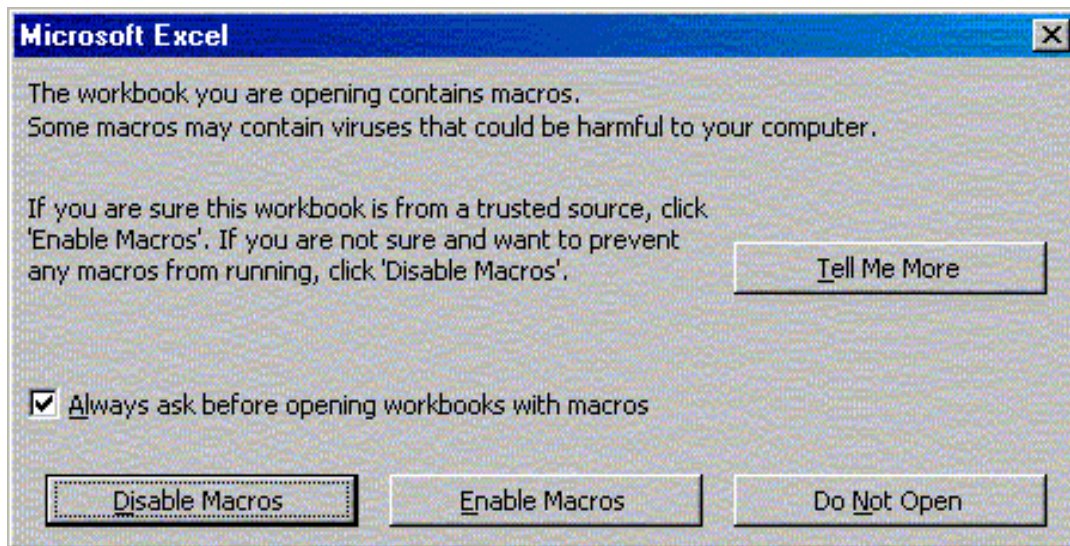 Microsoft Excel
The workbook you are opening contains macros.
Some macros may contain viruses that could be harmful to your computer.
If you are sure this workbook is from a trusted source, click
'Enable Macros'. If you are not sure and want to prevent
any macros from running, click 'Disable Macros'.
Tell Me More
Always ask before opening workbooks with macros
Disable Macros Enable Macros Do Not Open